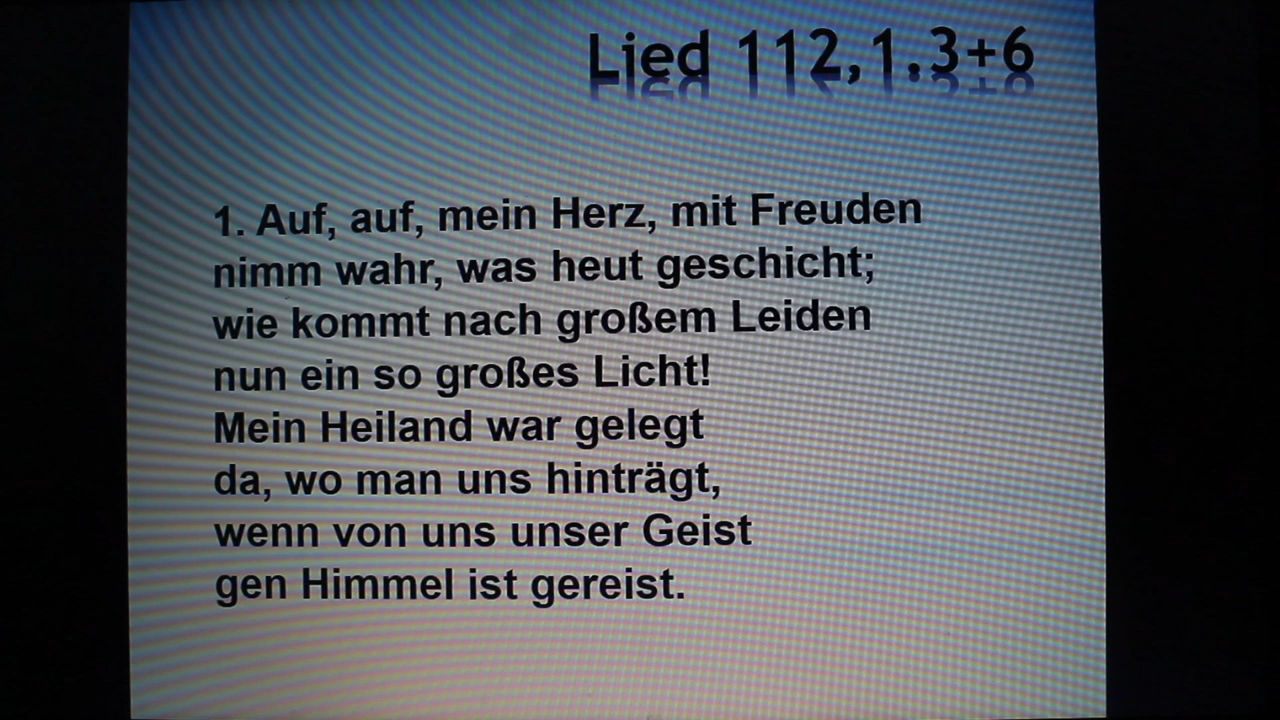 Lied 112,1.3+6
1. Auf, auf, mein Herz, mit Freuden
nimm wahr, was heut geschicht;
wie kommt nach großem Leiden
nun ein so großes Licht!
Mein Heiland war gelegt
da, wo man uns hinträgt,
wenn von uns unser Geist
gen Himmel ist gereist.